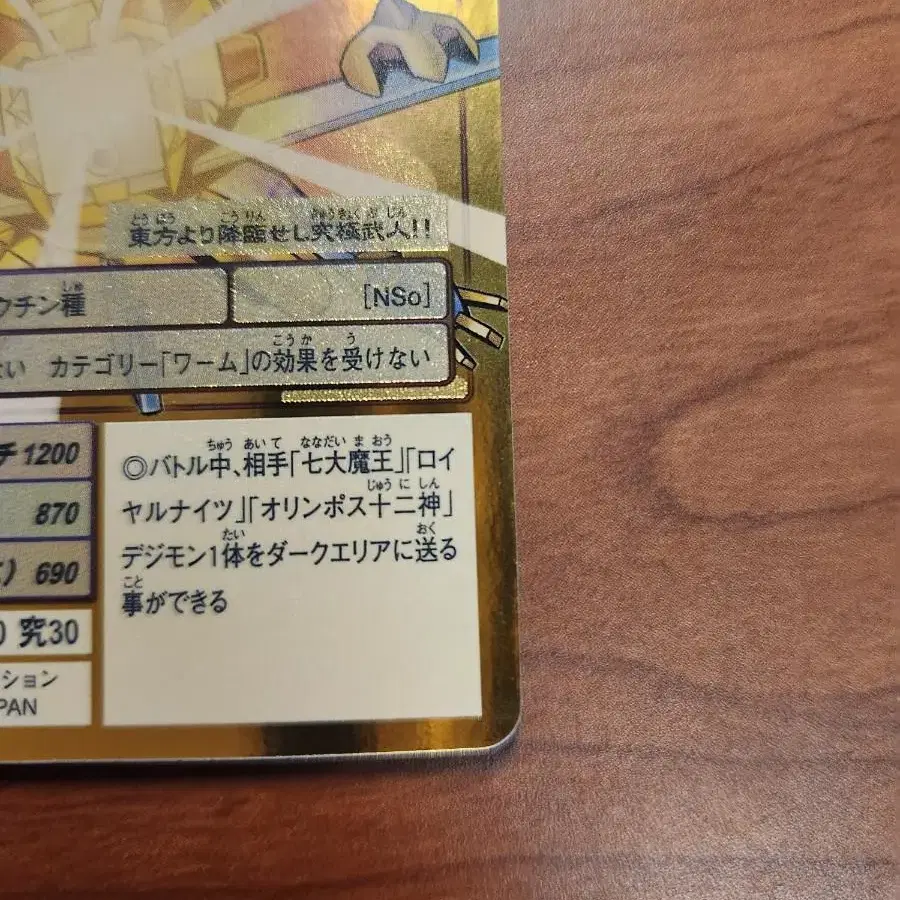 東方より降臨せし究極武人!!
ウチン種
[NSo]
ない カテゴリー「ワーム」の効果を受けない
チ 1200
870
) 690
0 究30
ション
PAN
◎バトル中、相手「七大魔王」「ロイ
ヤルナイツ」「オリンポス十二神」
デジモン1体をダークエリアに送る
事ができる